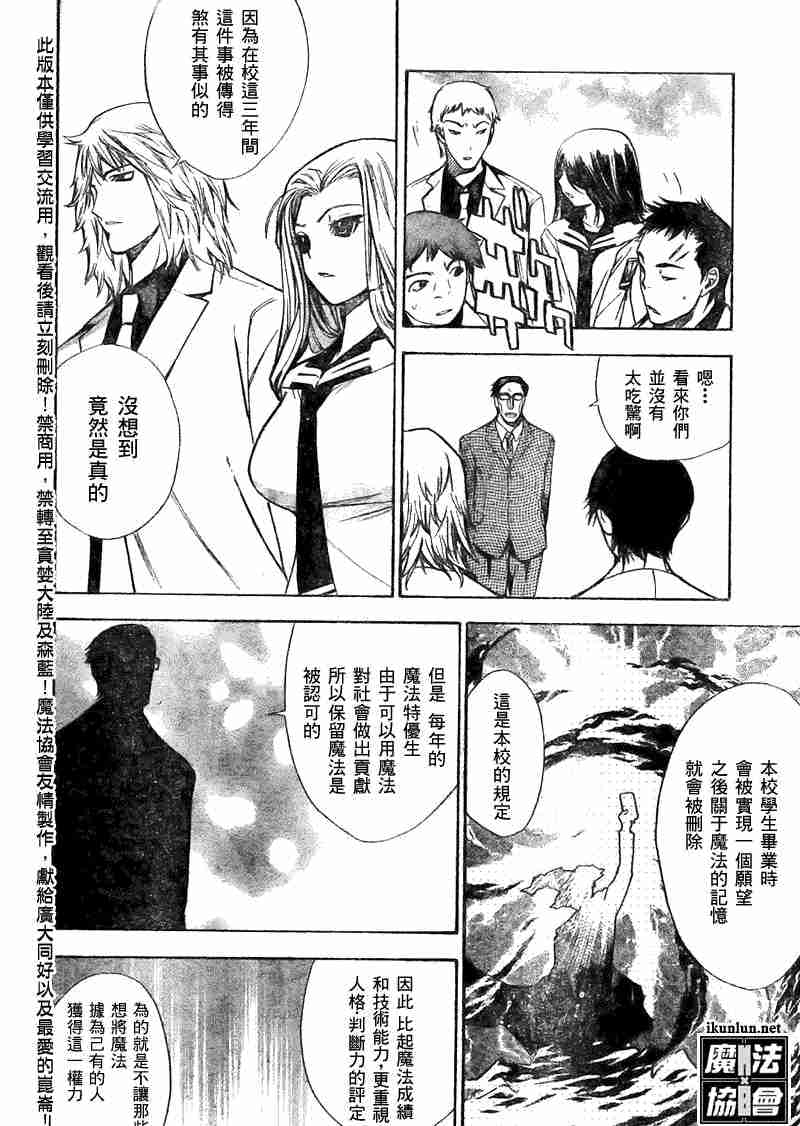 因為在校這三年間
這件事被傳得
煞有其事似的
沒想到
竟然是真的
ザワ
ザワ
嗯…
看來你們
並沒有
太吃驚啊
本校學生畢業時
會被實現一個願望
之後關于魔法的記憶
就會被刪除
這是本校的規定
但是 每年的
魔法特優生
由于可以用魔法
對社會做出貢獻
所以保留魔法是
被認可的
因此 比起魔法成績
和技術能力,更重視
人格·判斷力的評定
為的就是不讓那些
想將魔法
據為己有的人
獲得這一權力
此版本僅供學習交流用，觀看後請立刻刪除！禁商用，禁轉至貪婪大陸及森藍！魔法協會友情製作，獻給廣大同好以及最愛的崑崙！
ikunlun.net
魔法
協會